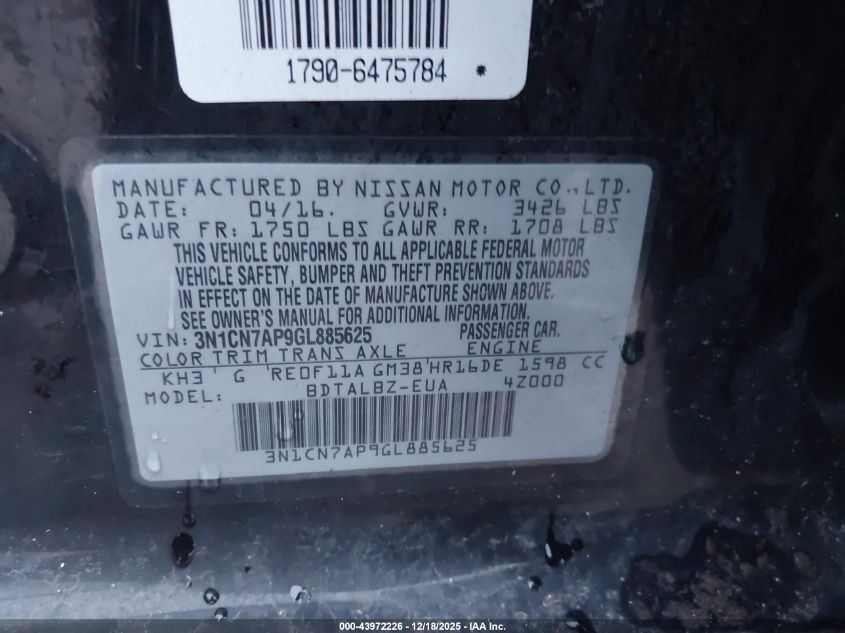 1790-6475784 *
MANUFACTURED BY NISSAN MOTOR CO., LTD.
DATE: 04/16. GVWR: 3426 LBS
GAWR FR: 1750 LBS GAWR RR: 1708 LBS
THIS VEHICLE CONFORMS TO ALL APPLICABLE FEDERAL MOTOR
VEHICLE SAFETY, BUMPER AND THEFT PREVENTION STANDARDS
IN EFFECT ON THE DATE OF MANUFACTURE SHOWN ABOVE.
SEE OWNER'S MANUAL FOR ADDITIONAL INFORMATION.
VIN: 3N1CN7AP9GL885625 PASSENGER CAR.
COLOR TRIM TRANS AXLE ENGINE
KH3 G RE0F11A GM38 HR16DE 1598 CC
MODEL: BDTALBZ-EUA 4Z000
3N1CN7AP9GL885625
000-43972226 - 12/18/2025 - IAA Inc.